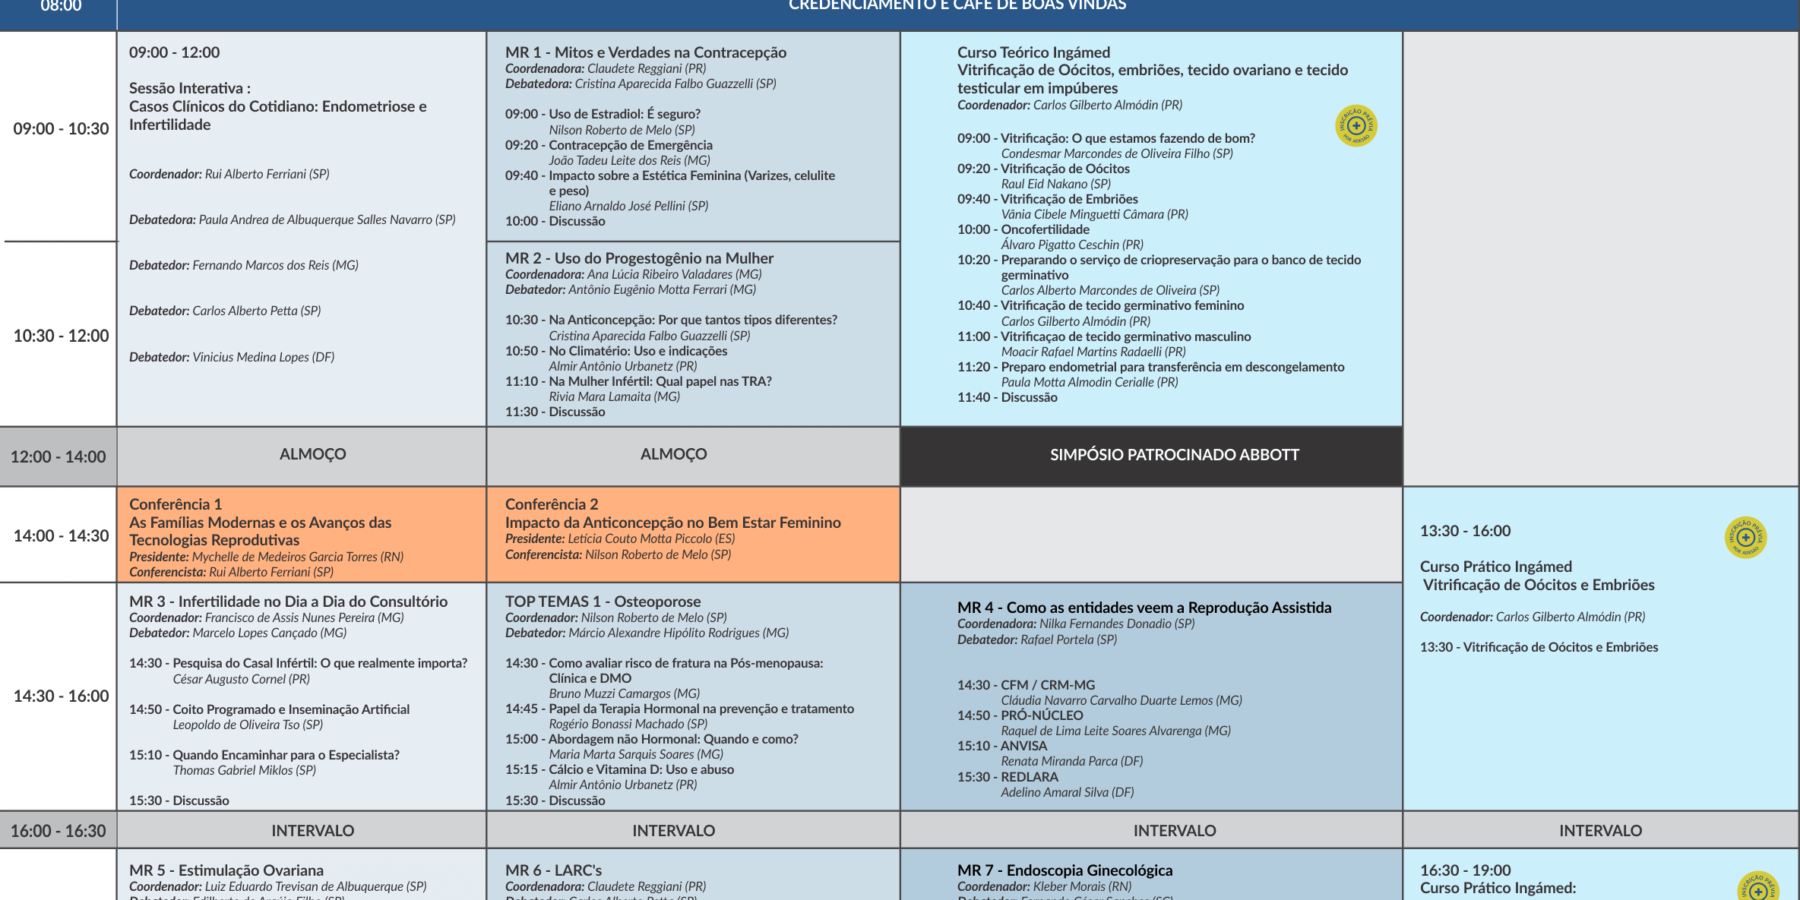 08:00
CREDENCIAMENTO E CAFÉ DE BOAS VINDAS
09:00 - 10:30
10:30 - 12:00
09:00 - 12:00
Sessão Interativa :
Casos Clínicos do Cotidiano: Endometriose e
Infertilidade
Coordenador: Rui Alberto Ferriani (SP)
Debatedora: Paula Andrea de Albuquerque Salles Navarro (SP)
Debatedor: Fernando Marcos dos Reis (MG)
Debatedor: Carlos Alberto Petta (SP)
Debatedor: Vinicius Medina Lopes (DF)
MR 1 - Mitos e Verdades na Contracepção
Coordenadora: Claudete Reggiani (PR)
Debatedora: Cristina Aparecida Falbo Guazzelli (SP)
09:00 - Uso de Estradiol: É seguro?
Nilson Roberto de Melo (SP)
09:20 - Contracepção de Emergência
João Tadeu Leite dos Reis (MG)
09:40 - Impacto sobre a Estética Feminina (Varizes, celulite
e peso)
Eliano Arnaldo José Pellini (SP)
10:00 - Discussão
MR 2 - Uso do Progestogênio na Mulher
Coordenadora: Ana Lúcia Ribeiro Valadares (MG)
Debatedor: Antônio Eugênio Motta Ferrari (MG)
10:30 - Na Anticoncepção: Por que tantos tipos diferentes?
Cristina Aparecida Falbo Guazzelli (SP)
10:50 - No Climatério: Uso e indicações
Almir Antônio Urbanetz (PR)
11:10 - Na Mulher Infértil: Qual papel nas TRA?
Rivia Mara Lamaita (MG)
11:30 - Discussão
Curso Teórico Ingámed
Vitrificação de Oócitos, embriões, tecido ovariano e tecido
testicular em impúberes
Coordenador: Carlos Gilberto Almódin (PR)
INSCRIÇÃO PRÉVIA
POR ADESÃO
09:00 - Vitrificação: O que estamos fazendo de bom?
Condesmar Marcondes de Oliveira Filho (SP)
09:20 - Vitrificação de Oócitos
Raul Eid Nakano (SP)
09:40 - Vitrificação de Embriões
Vânia Cibele Minguetti Câmara (PR)
10:00 - Oncofertilidade
Álvaro Pigatto Ceschin (PR)
10:20 - Preparando o serviço de criopreservação para o banco de tecido
germinativo
Carlos Alberto Marcondes de Oliveira (SP)
10:40 - Vitrificação de tecido germinativo feminino
Carlos Gilberto Almódin (PR)
11:00 - Vitrificaçao de tecido germinativo masculino
Moacir Rafael Martins Radaelli (PR)
11:20 - Preparo endometrial para transferência em descongelamento
Paula Motta Almodin Cerialle (PR)
11:40 - Discussão
12:00 - 14:00
ALMOÇO
ALMOÇO
SIMPÓSIO PATROCINADO ABBOTT
14:00 - 14:30
Conferência 1
As Famílias Modernas e os Avanços das
Tecnologias Reprodutivas
Presidente: Mychelle de Medeiros Garcia Torres (RN)
Conferencista: Rui Alberto Ferriani (SP)
Conferência 2
Impacto da Anticoncepção no Bem Estar Feminino
Presidente: Letícia Couto Motta Piccolo (ES)
Conferencista: Nilson Roberto de Melo (SP)
13:30 - 16:00
INSCRIÇÃO PRÉVIA
POR ADESÃO
Curso Prático Ingámed
Vitrificação de Oócitos e Embriões
Coordenador: Carlos Gilberto Almódin (PR)
13:30 - Vitrificação de Oócitos e Embriões
14:30 - 16:00
MR 3 - Infertilidade no Dia a Dia do Consultório
Coordenador: Francisco de Assis Nunes Pereira (MG)
Debatedor: Marcelo Lopes Cançado (MG)
14:30 - Pesquisa do Casal Infértil: O que realmente importa?
César Augusto Cornel (PR)
14:50 - Coito Programado e Inseminação Artificial
Leopoldo de Oliveira Tso (SP)
15:10 - Quando Encaminhar para o Especialista?
Thomas Gabriel Miklos (SP)
15:30 - Discussão
TOP TEMAS 1 - Osteoporose
Coordenador: Nilson Roberto de Melo (SP)
Debatedor: Márcio Alexandre Hipólito Rodrigues (MG)
14:30 - Como avaliar risco de fratura na Pós-menopausa:
Clínica e DMO
Bruno Muzzi Camargos (MG)
14:45 - Papel da Terapia Hormonal na prevenção e tratamento
Rogério Bonassi Machado (SP)
15:00 - Abordagem não Hormonal: Quando e como?
Maria Marta Sarquis Soares (MG)
15:15 - Cálcio e Vitamina D: Uso e abuso
Almir Antônio Urbanetz (PR)
15:30 - Discussão
MR 4 - Como as entidades veem a Reprodução Assistida
Coordenadora: Nilka Fernandes Donadio (SP)
Debatedor: Rafael Portela (SP)
14:30 - CFM / CRM-MG
Cláudia Navarro Carvalho Duarte Lemos (MG)
14:50 - PRÓ-NÚCLEO
Raquel de Lima Leite Soares Alvarenga (MG)
15:10 - ANVISA
Renata Miranda Parca (DF)
15:30 - REDLARA
Adelino Amaral Silva (DF)
16:00 - 16:30
INTERVALO
INTERVALO
INTERVALO
INTERVALO
MR 5 - Estimulação Ovariana
Coordenador: Luiz Eduardo Trevisan de Albuquerque (SP)
Debatedor: Edilberto de Araújo Filho (SP)
MR 6 - LARC's
Coordenadora: Claudete Reggiani (PR)
Debatedor: Carlos Alberto Petta (SP)
MR 7 - Endoscopia Ginecológica
Coordenador: Kleber Morais (RN)
Debatedor: Fernando César Sanches (SC)
16:30 - 19:00
Curso Prático Ingámed:
INSCRIÇÃO PRÉVIA